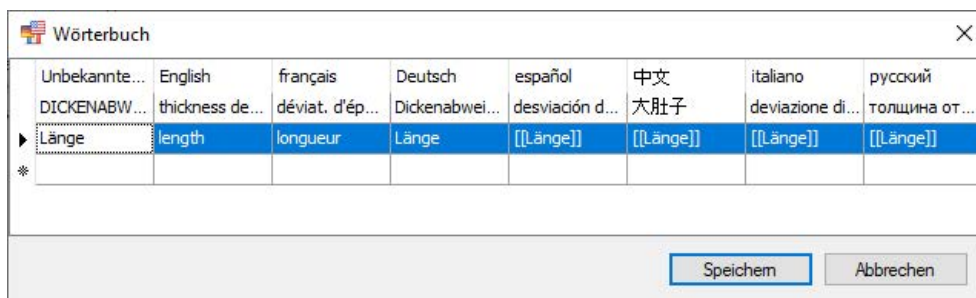 Wörterbuch
Unbekannte... English français Deutsch español 中文 italiano русский
DICKENABW... thickness de... déviat. d'ép... Dickenabwei... desviación d... 大肚子 deviazione di... толщина от...
Länge length longueur Länge [[Länge]] [[Länge]] [[Länge]] [[Länge]]
Speichern Abbrechen